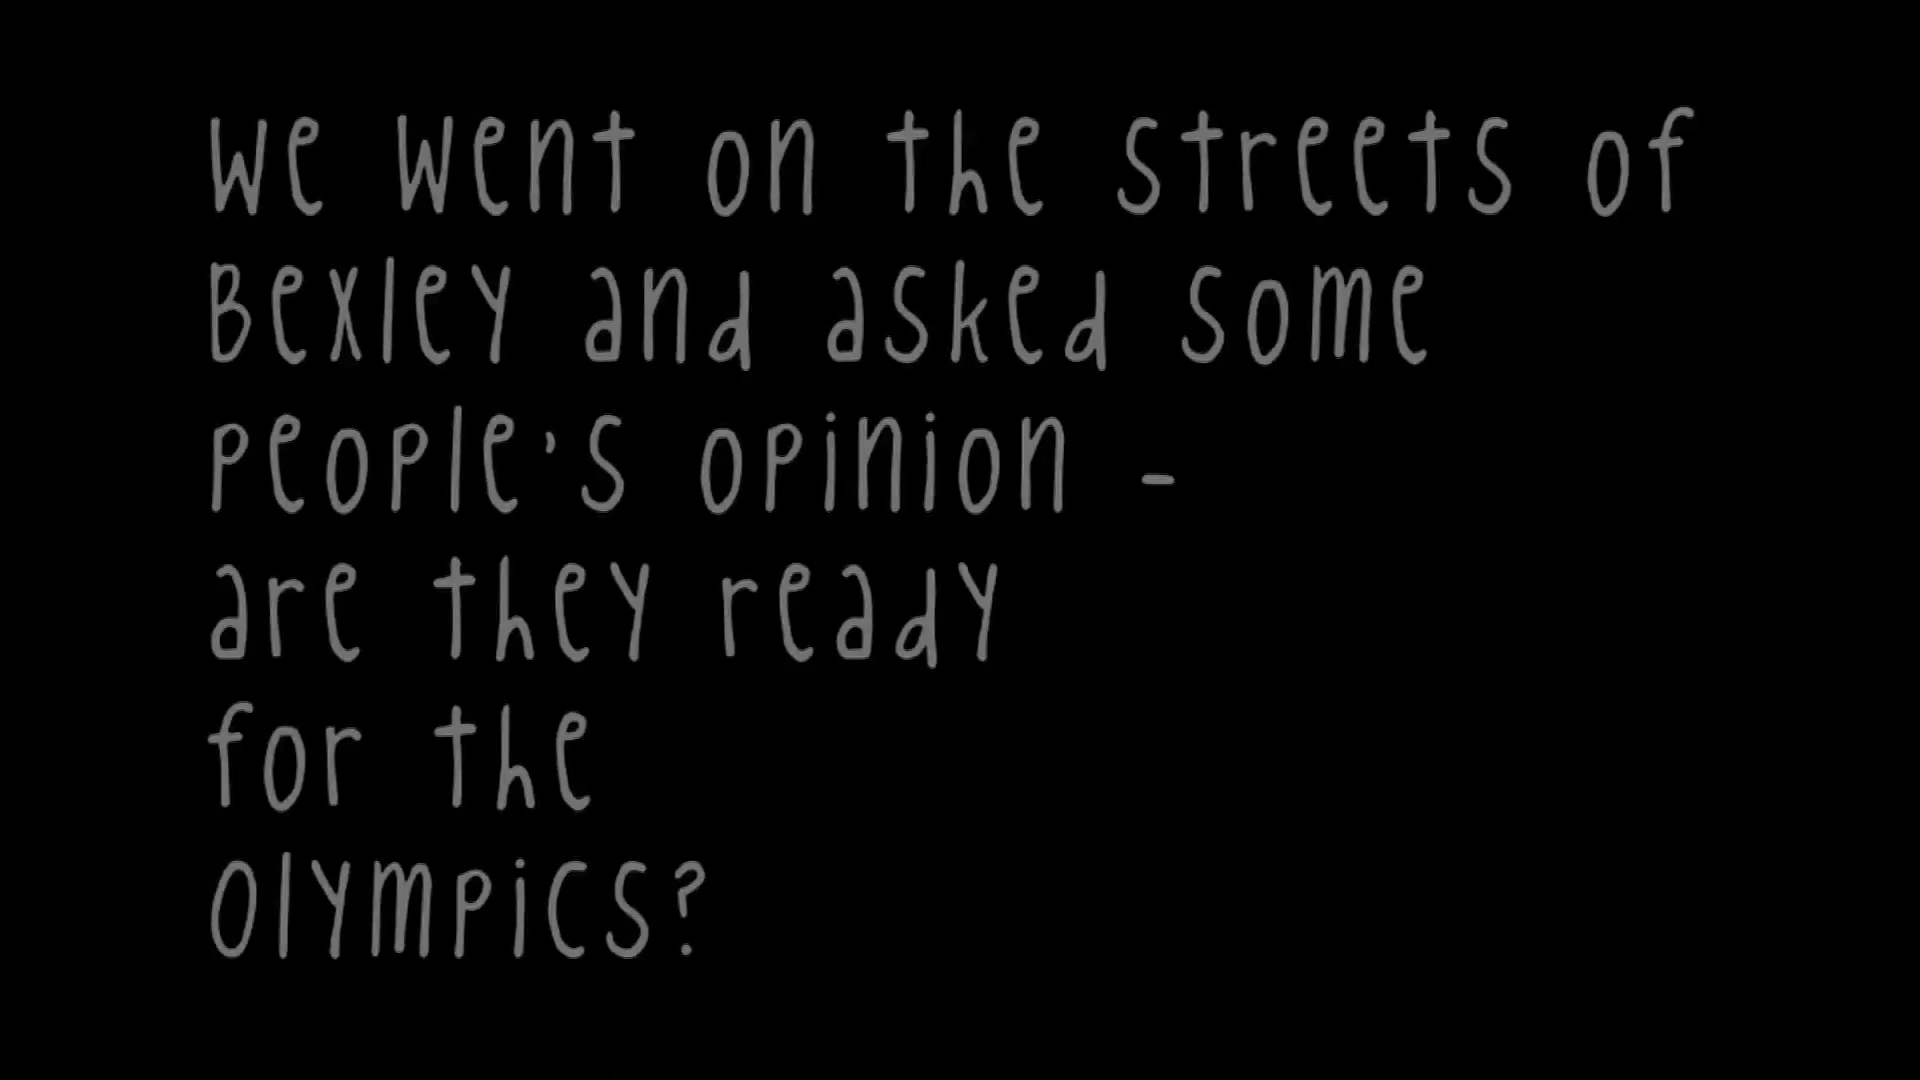 We went on the streets of
Bexley and asked some
people's opinion -
are they ready
for the
Olympics?